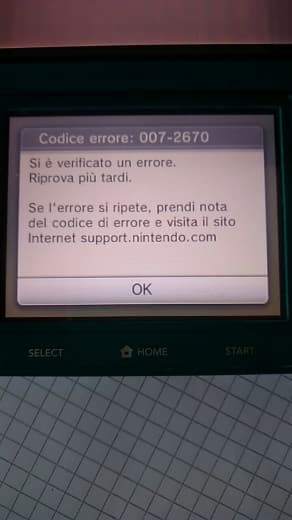 Codice errore: 007-2670
Si è verificato un errore.
Riprova più tardi.
Se l'errore si ripete, prendi nota
del codice di errore e visita il sito
Internet support.nintendo.com
OK
SELECT HOME START